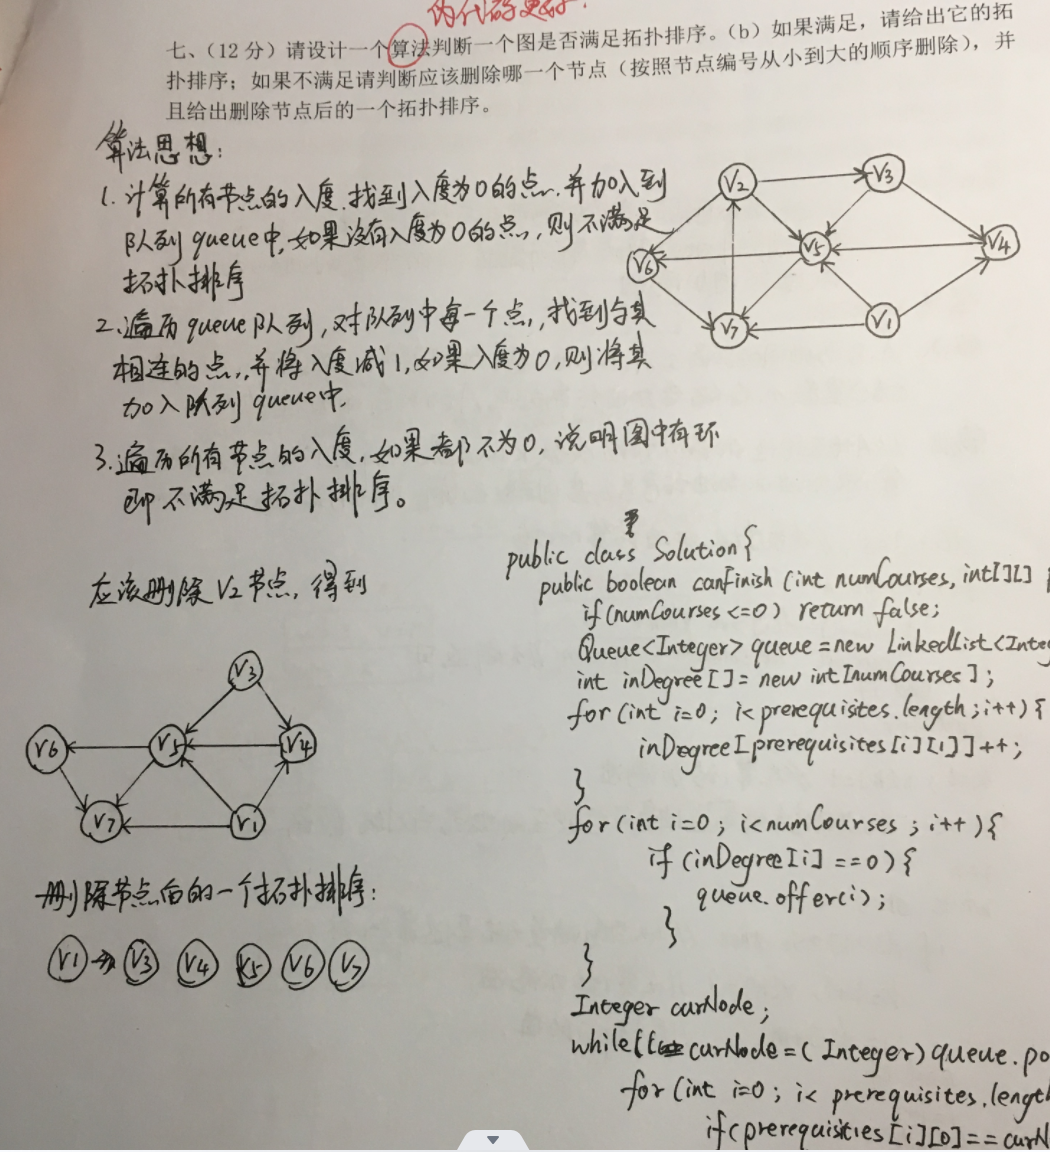 伪代码更好!
七、(12 分)请设计一个算法判断一个图是否满足拓扑排序。(b)如果满足，请给出它的拓
扑排序；如果不满足请判断应该删除哪一个节点（按照节点编号从小到大的顺序删除），并
且给出删除节点后的一个拓扑排序。
算法思想:
1. 计算所有节点的入度.找到入度为0的点.并加入到
队列queue中,如果没有入度为0的点,则不满足
拓扑排序
2.遍历queue队列,对队列中每一个点,找到与其
相连的点,并将入度减1,如果入度为0,则将其
加入队列queue中.
3.遍历所有节点的入度,如果都不为0,说明图中有环
即不满足拓扑排序。
V2
V3
V6
V5
V4
V7
V1
应该删除V2节点,得到
V3
V6
V5
V4
V7
V1
删除节点后的一个拓扑排序:
V1 → V3 V4 V5 V6 V7
public class Solution{
public boolean canFinish (int numCourses, int[][]
if(numCourses <=0) return false;
Queue<Integer> queue = new LinkedList<Integ
int inDegree[]= new int[numCourses];
for (int i=0; i< prerequisites.length; i++) {
inDegree[prerequisites[i][1]]++;
}
for(int i=0; i<numCourses; i++){
if (inDegree[i] ==0) {
queue.offer(i);
}
}
Integer curNode;
while(( curNode = (Integer) queue.po
for (int i=0; i< prerequisites.length
if(prerequisities[i][0]==curN